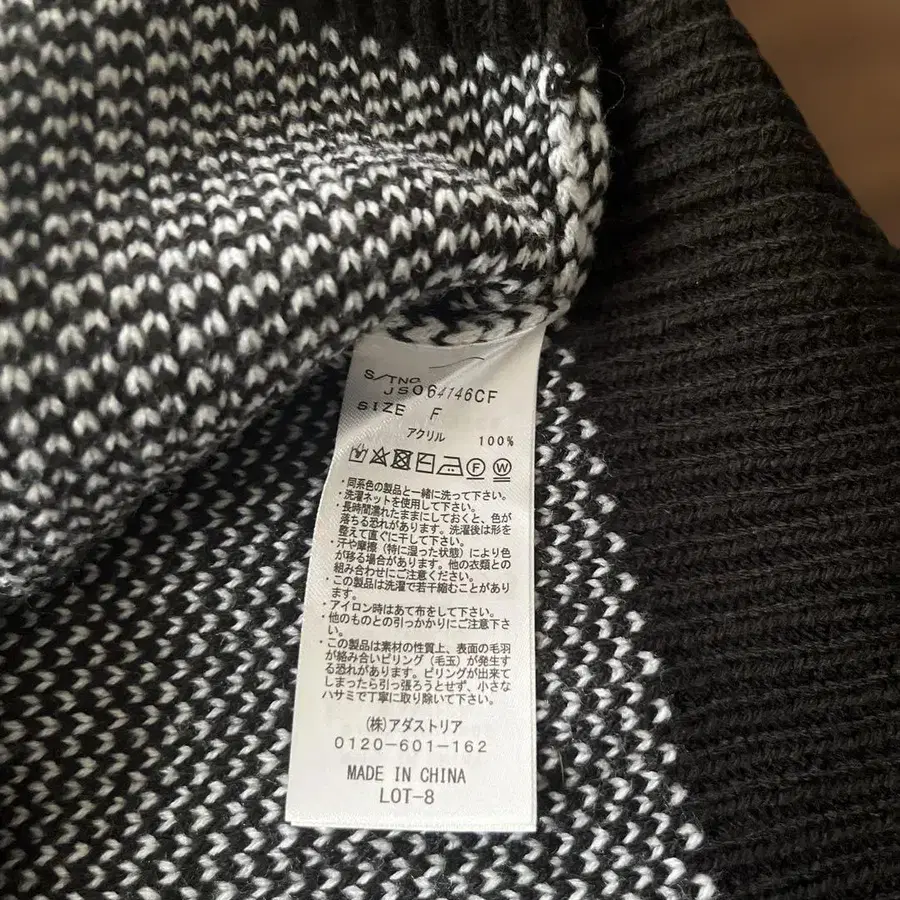 S/TNO.
JSO64146CF
SIZE F
アクリル 100%
・同系色の製品と一緒に洗って下さい。
・洗濯ネットを使用して下さい。
・長時間濡れたままにしておくと、色が
落ちる恐れがあります。洗濯後は形を
整えて直ぐに干して下さい。
・汗や摩擦（特に湿った状態）により色
が移る場合があります。他の衣類との
組み合わせにご注意ください。
・この製品は洗濯で若干縮むことがあり
ます。
・アイロン時はあて布をして下さい。
・他のものとの引っかかりにご注意下さ
い。
・この製品は素材の性質上、表面の毛羽
が絡み合いピリング（毛玉）が発生す
る恐れがあります。ピリングが出来て
しまったら引っ張ろうとせず、小さな
ハサミで丁寧に取り除いて下さい。
(株)アダストリア
0120-601-162
MADE IN CHINA
LOT-8